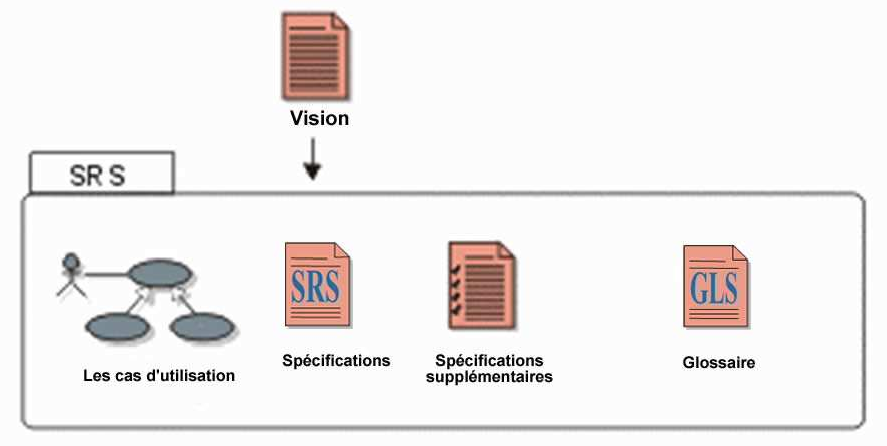 Vision
SR S
SRS
GLS
Les cas d'utilisation
Spécifications
Spécifications
supplémentaires
Glossaire